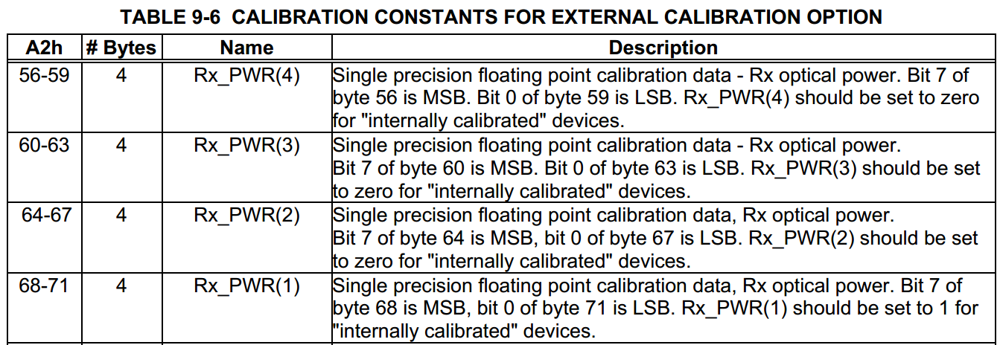 TABLE 9-6 CALIBRATION CONSTANTS FOR EXTERNAL CALIBRATION OPTION
A2h # Bytes Name Description
56-59 4 Rx_PWR(4) Single precision floating point calibration data - Rx optical power. Bit 7 of
byte 56 is MSB. Bit 0 of byte 59 is LSB. Rx_PWR(4) should be set to zero
for "internally calibrated" devices.
60-63 4 Rx_PWR(3) Single precision floating point calibration data - Rx optical power.
Bit 7 of byte 60 is MSB. Bit 0 of byte 63 is LSB. Rx_PWR(3) should be set
to zero for "internally calibrated" devices.
64-67 4 Rx_PWR(2) Single precision floating point calibration data, Rx optical power.
Bit 7 of byte 64 is MSB, bit 0 of byte 67 is LSB. Rx_PWR(2) should be set
to zero for "internally calibrated" devices.
68-71 4 Rx_PWR(1) Single precision floating point calibration data, Rx optical power. Bit 7 of
byte 68 is MSB, bit 0 of byte 71 is LSB. Rx_PWR(1) should be set to 1 for
"internally calibrated" devices.